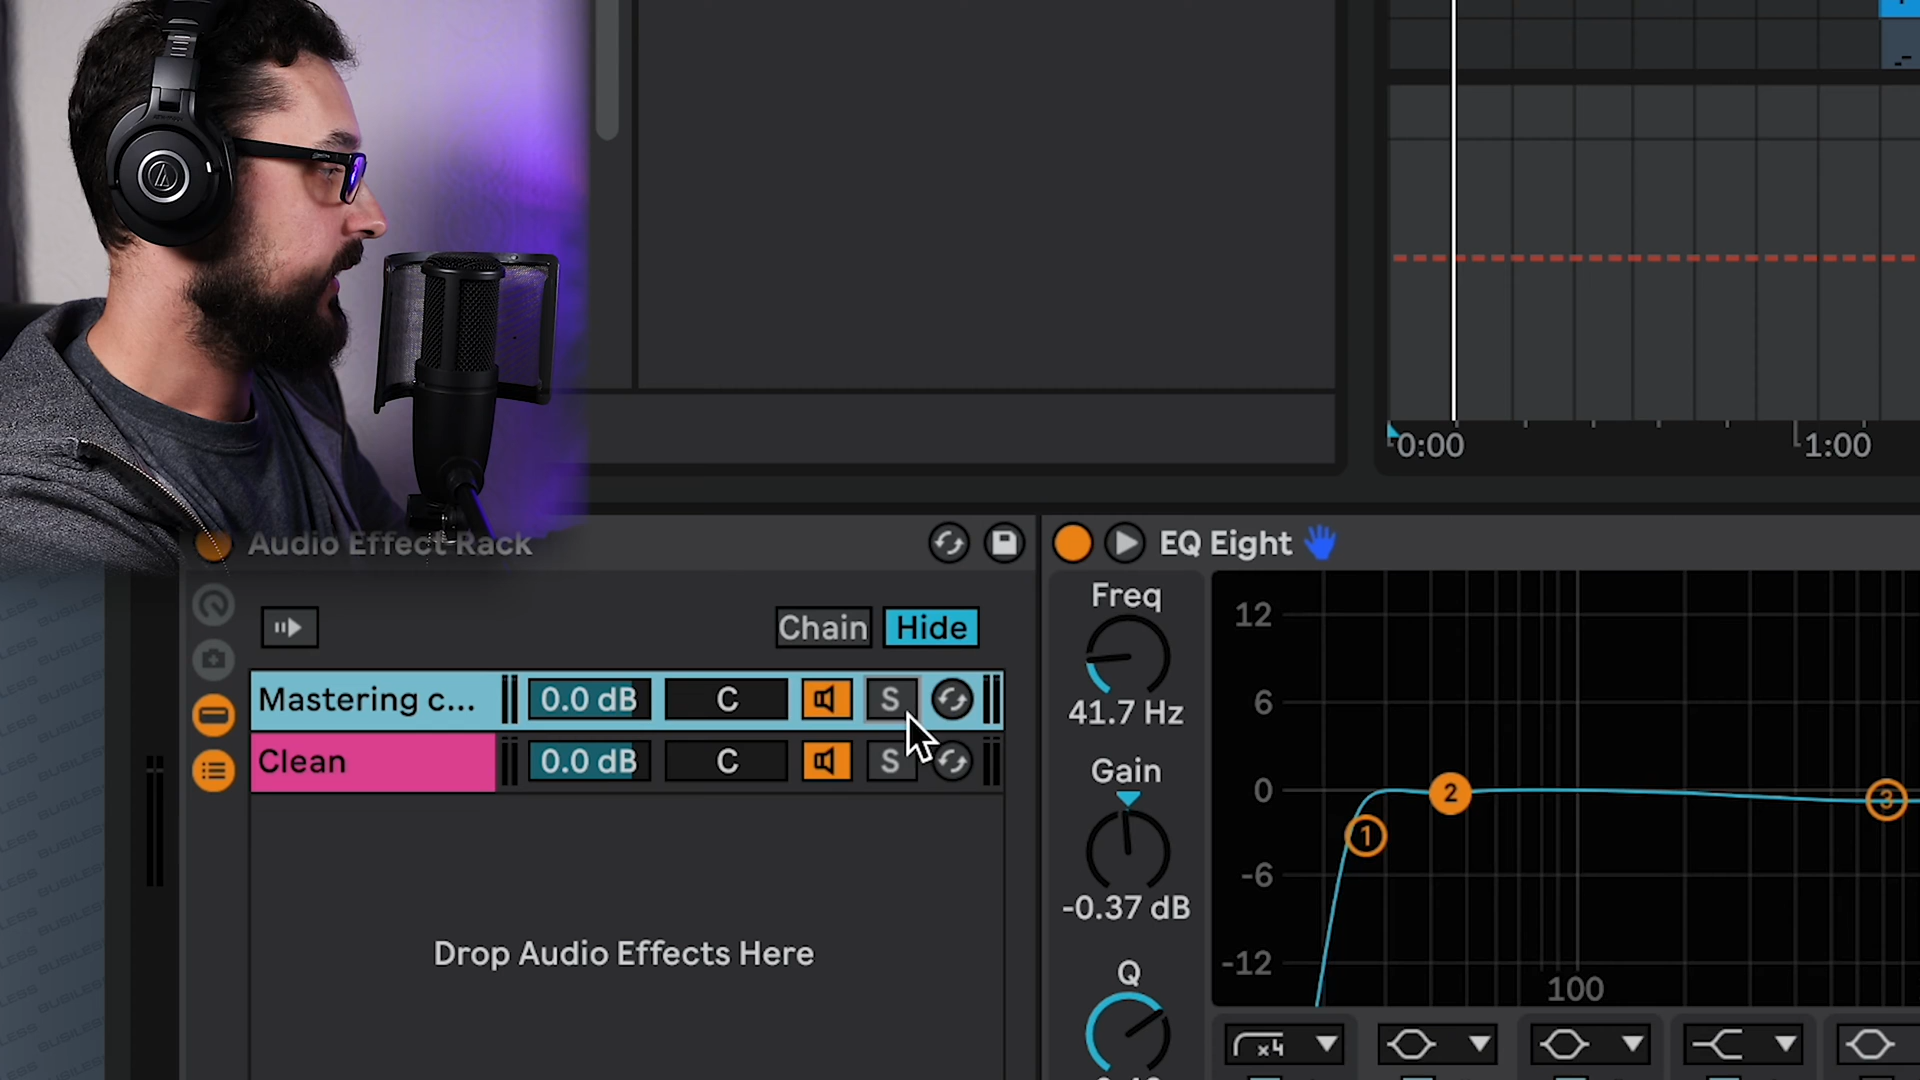 0:00
1:00
Audio Effect Rack
EQ Eight
Freq
41.7 Hz
Gain
-0.37 dB
Q
Chain
Hide
Mastering c...
0.0 dB
C
S
Clean
0.0 dB
C
S
Drop Audio Effects Here
12
6
0
-6
-12
100
1
2
3
x4
BUSILESS